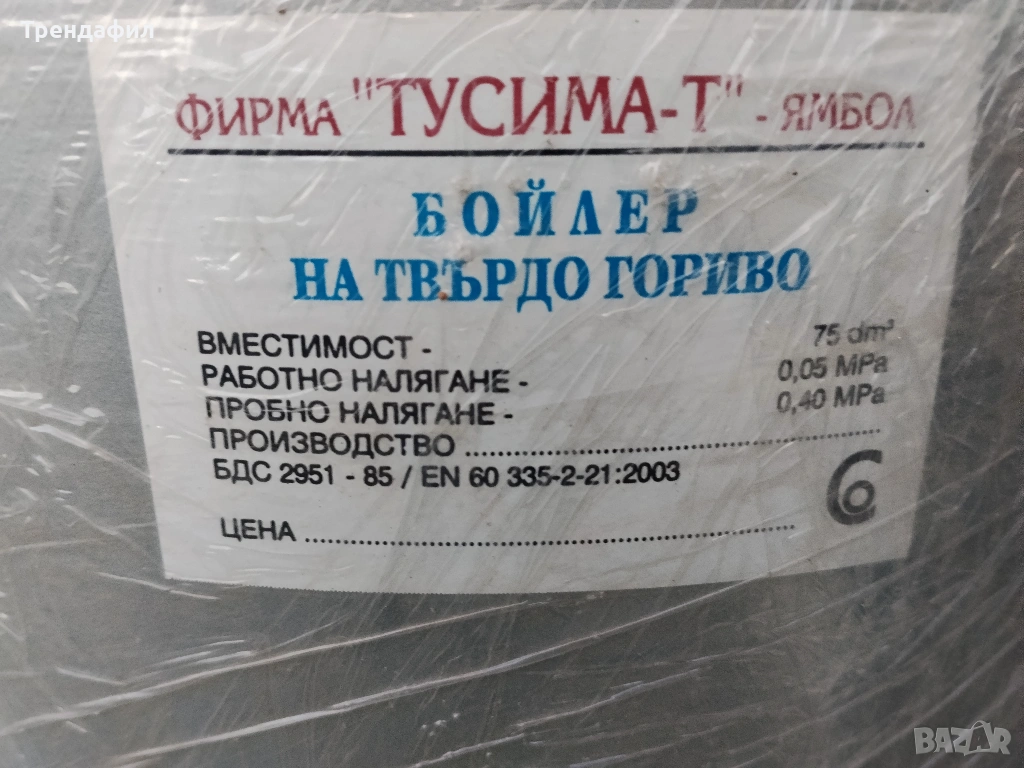 Трендафил
ФИРМА "ТУСИМА-Т" - ЯМБОЛ
БОЙЛЕР
НА ТВЪРДО ГОРИВО
ВМЕСТИМОСТ - 75 dm³
РАБОТНО НАЛЯГАНЕ - 0,05 MPa
ПРОБНО НАЛЯГАНЕ - 0,40 MPa
ПРОИЗВОДСТВО ........................................
БДС 2951 - 85 / EN 60 335-2-21:2003
ЦЕНА ........................................
BAZAR